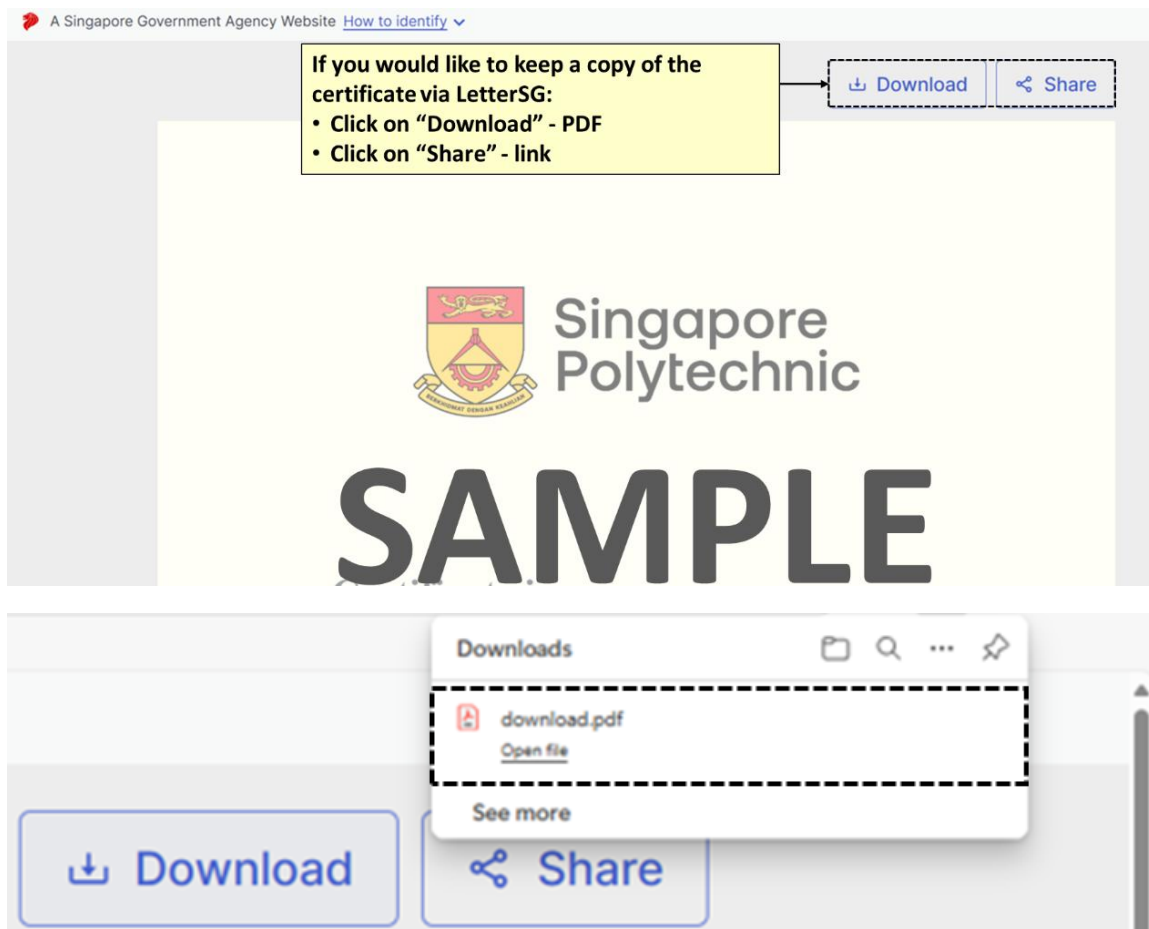 A Singapore Government Agency Website How to identify
If you would like to keep a copy of the
certificate via LetterSG:
• Click on “Download” - PDF
• Click on “Share” - link
Download
Share
Singapore
Polytechnic
SAMPLE
Downloads
download.pdf
Open file
See more
Download
Share